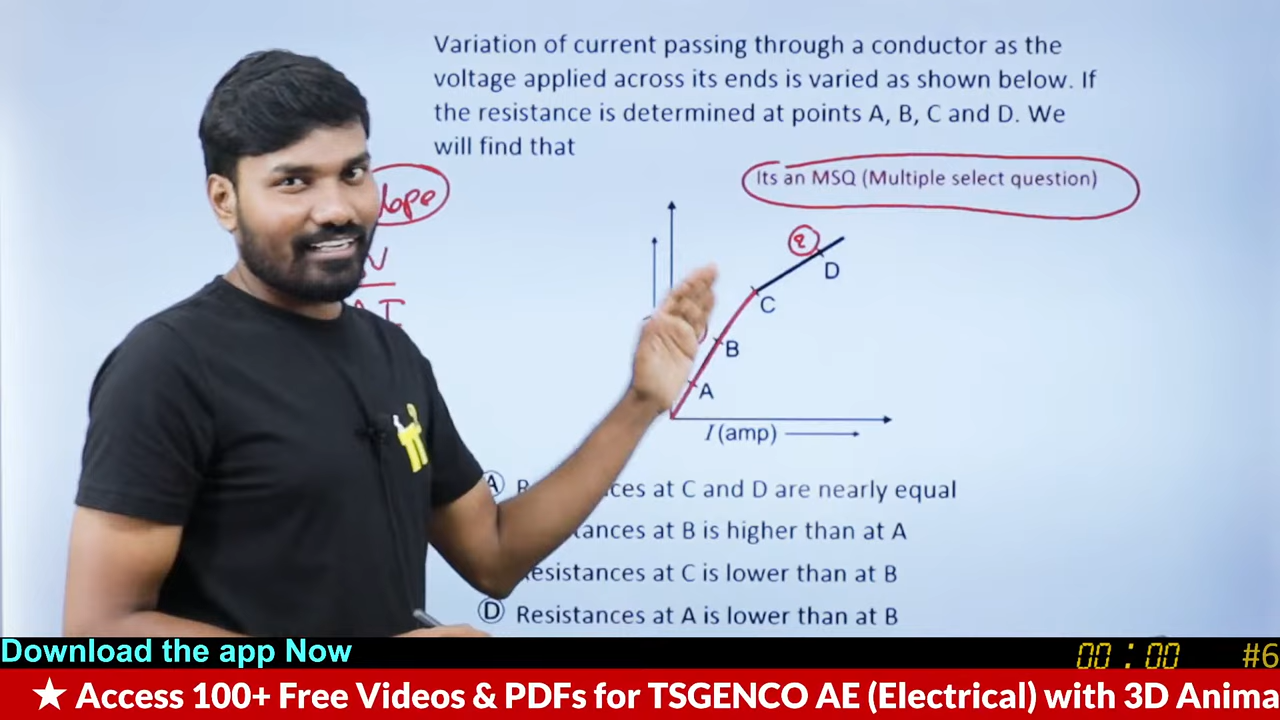 Variation of current passing through a conductor as the
voltage applied across its ends is varied as shown below. If
the resistance is determined at points A, B, C and D. We
will find that
lope
Its an MSQ (Multiple select question)
V
I
2
D
C
B
A
I (amp)
A ces at C and D are nearly equal
tances at B is higher than at A
esistances at C is lower than at B
D Resistances at A is lower than at B
Download the app Now
00 : 00 #6
★ Access 100+ Free Videos & PDFs for TSGENCO AE (Electrical) with 3D Anima